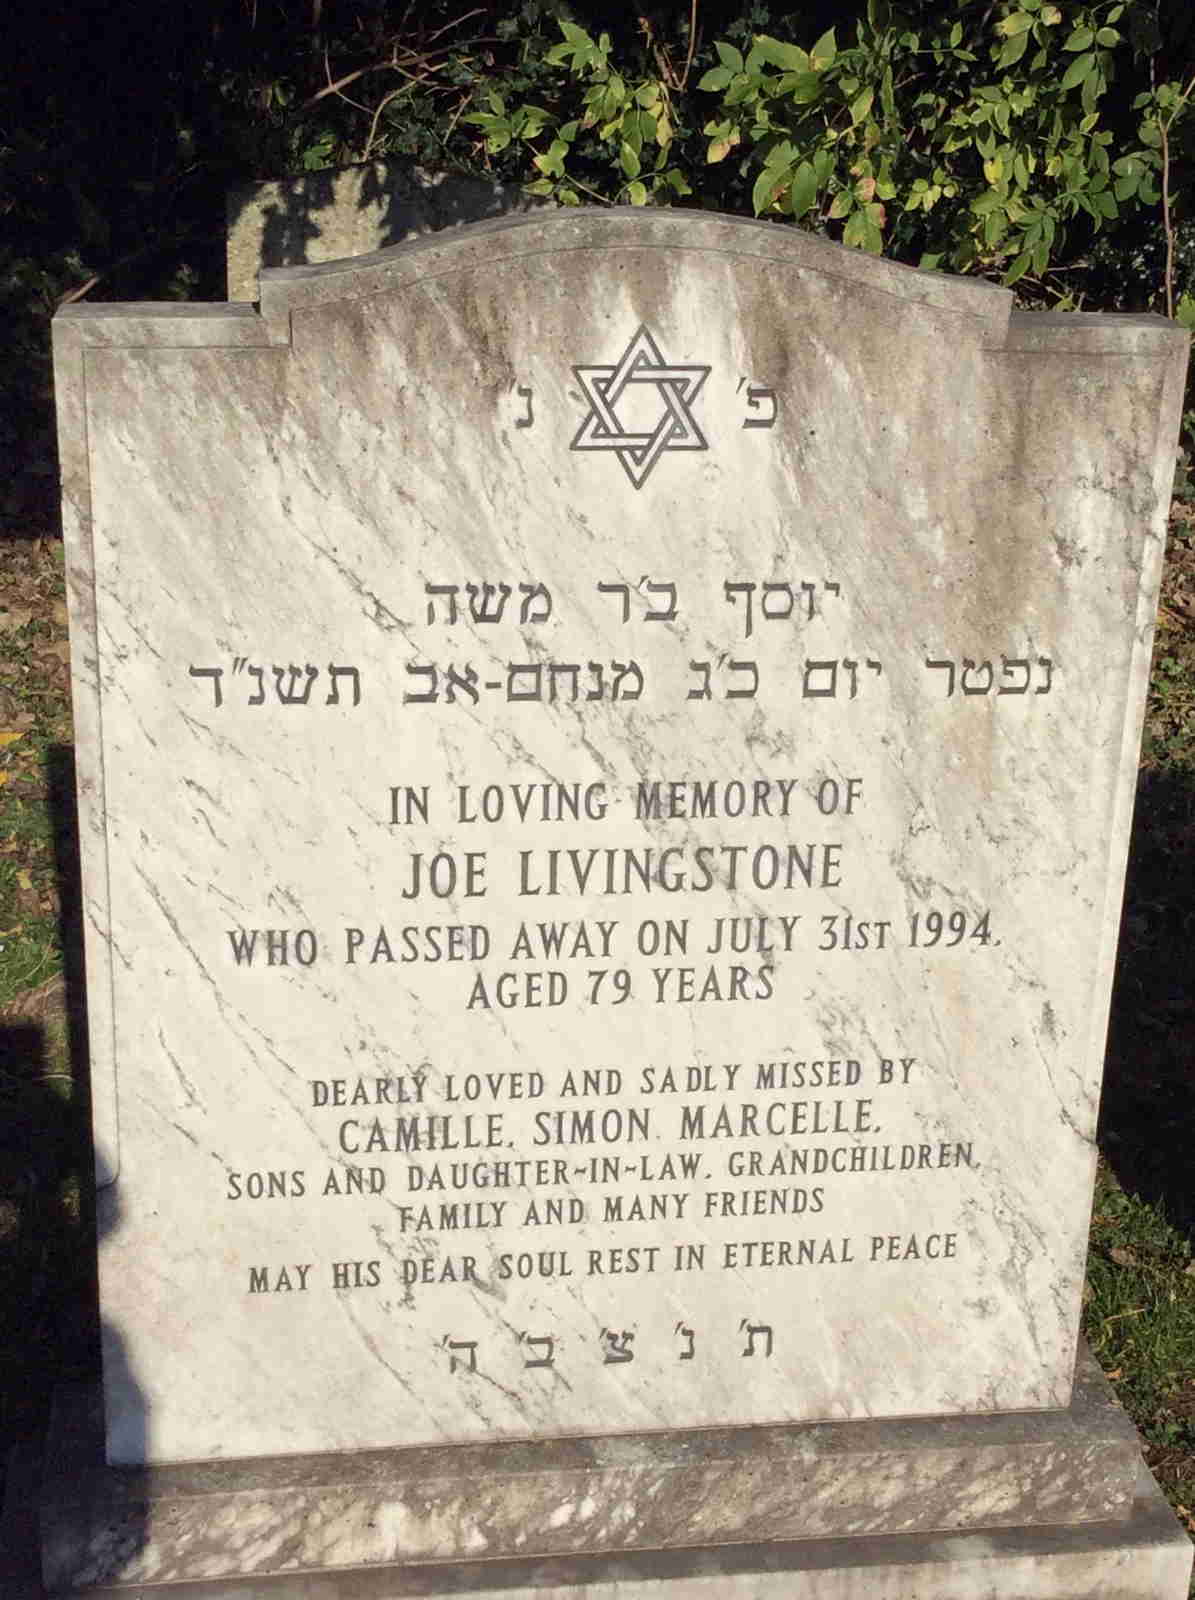 פ' נ'
יוסף ב'ר משה
נפטר יום כ'ג מנחם-אב תשנ"ד
IN LOVING MEMORY OF
JOE LIVINGSTONE
WHO PASSED AWAY ON JULY 31ST 1994.
AGED 79 YEARS
DEARLY LOVED AND SADLY MISSED BY
CAMILLE, SIMON, MARCELLE,
SONS AND DAUGHTER~IN~LAW, GRANDCHILDREN,
FAMILY AND MANY FRIENDS
MAY HIS DEAR SOUL REST IN ETERNAL PEACE
ת' נ' צ' ב' ה'